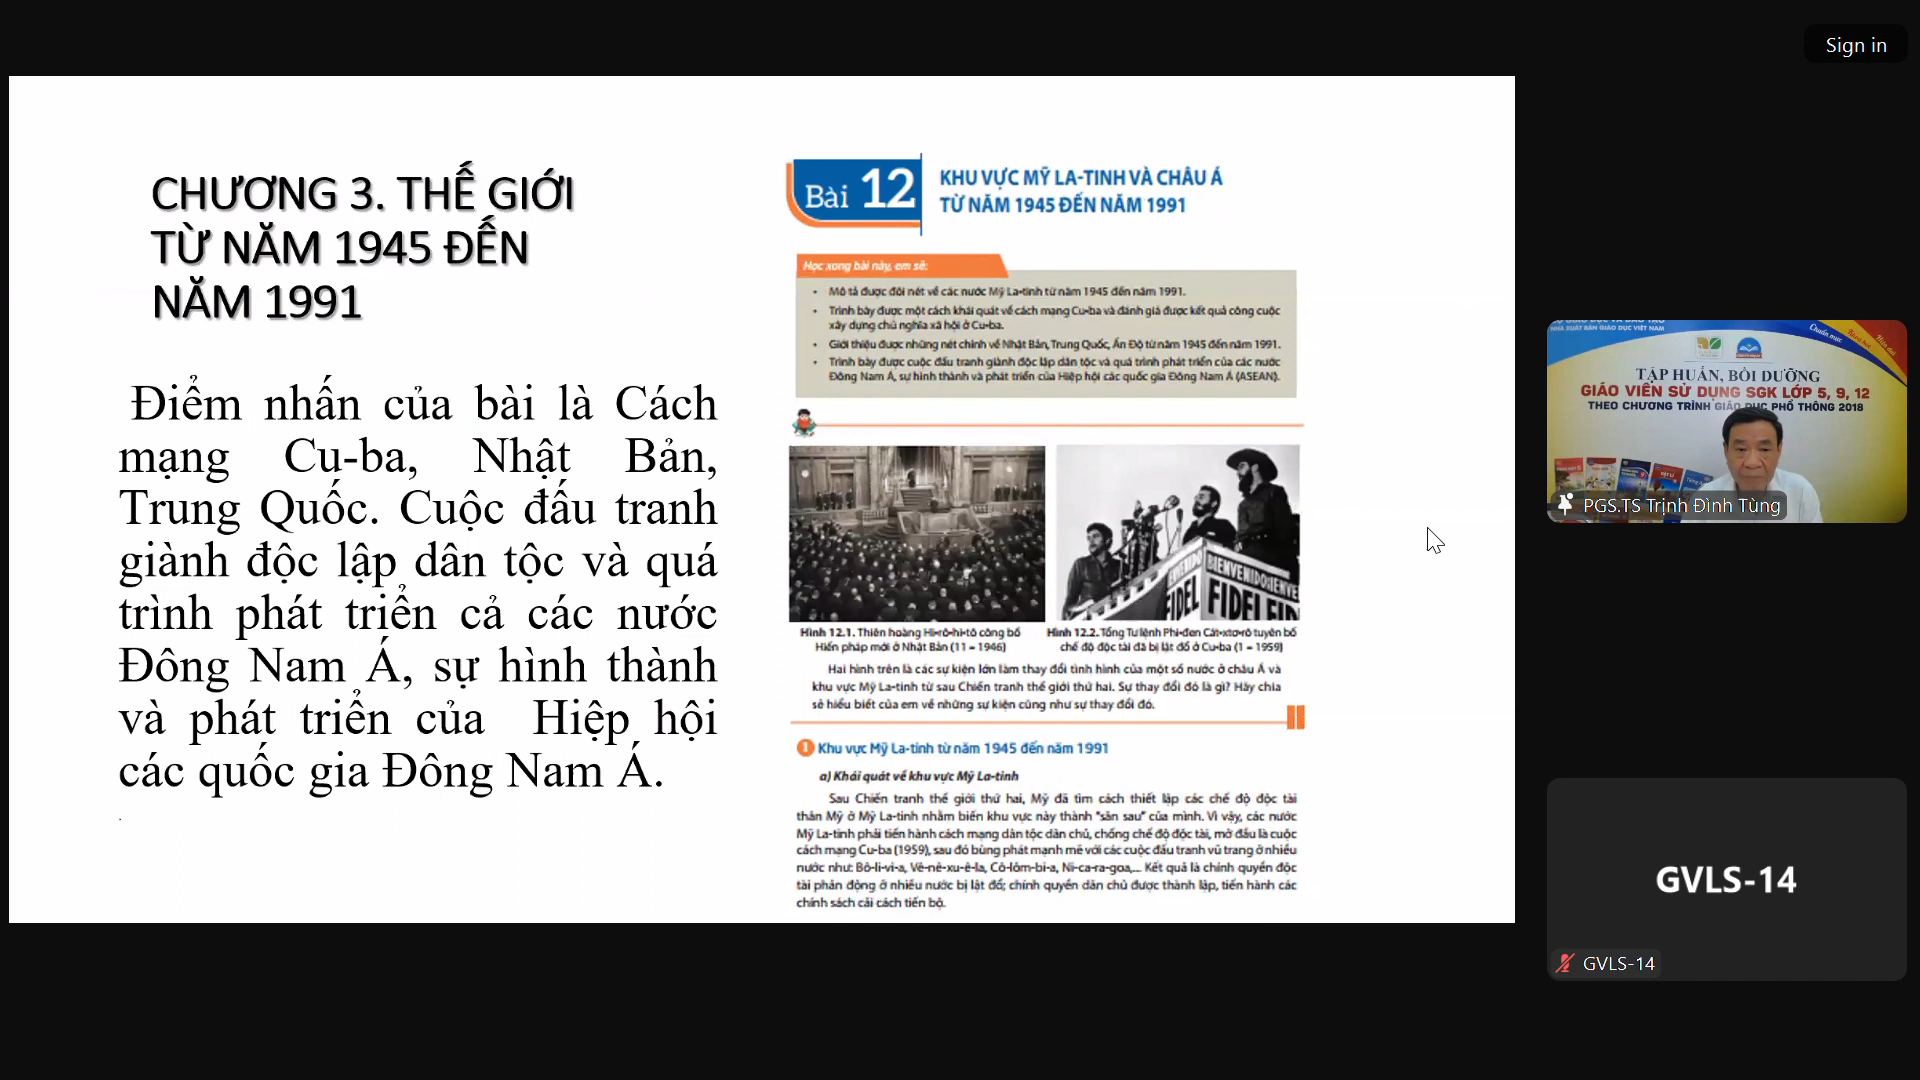 Sign in
CHƯƠNG 3. THẾ GIỚI
TỪ NĂM 1945 ĐẾN
NĂM 1991
Điểm nhấn của bài là Cách
mạng Cu-ba, Nhật Bản,
Trung Quốc. Cuộc đấu tranh
giành độc lập dân tộc và quá
trình phát triển cả các nước
Đông Nam Á, sự hình thành
và phát triển của Hiệp hội
các quốc gia Đông Nam Á.
.
Bài 12
KHU VỰC MỸ LA-TINH VÀ CHÂU Á
TỪ NĂM 1945 ĐẾN NĂM 1991
Học xong bài này, em sẽ:
• Mô tả được đôi nét về các nước Mỹ La-tinh từ năm 1945 đến năm 1991.
• Trình bày được một cách khái quát về cách mạng Cu-ba và đánh giá được kết quả công cuộc
xây dựng chủ nghĩa xã hội ở Cu-ba.
• Giới thiệu được những nét chính về Nhật Bản, Trung Quốc, Ấn Độ từ năm 1945 đến năm 1991.
• Trình bày được cuộc đấu tranh giành độc lập dân tộc và quá trình phát triển của các nước
Đông Nam Á, sự hình thành và phát triển của Hiệp hội các quốc gia Đông Nam Á (ASEAN).
BIENVENIDO
FIDEL FIDEL
Hình 12.1. Thiên hoàng Hi-rô-hi-tô công bố
Hiến pháp mới ở Nhật Bản (11 – 1946)
Hình 12.2. Tổng Tư lệnh Phi-đen Cát-xtơ-rô tuyên bố
chế độ độc tài đã bị lật đổ ở Cu-ba (1 – 1959)
Hai hình trên là các sự kiện lớn làm thay đổi tình hình của một số nước ở châu Á và
khu vực Mỹ La-tinh từ sau Chiến tranh thế giới thứ hai. Sự thay đổi đó là gì? Hãy chia
sẻ hiểu biết của em về những sự kiện cũng như sự thay đổi đó.
1 Khu vực Mỹ La-tinh từ năm 1945 đến năm 1991
a) Khái quát về khu vực Mỹ La-tinh
Sau Chiến tranh thế giới thứ hai, Mỹ đã tìm cách thiết lập các chế độ độc tài
thân Mỹ ở Mỹ La-tinh nhằm biến khu vực này thành "sân sau" của mình. Vì vậy, các nước
Mỹ La-tinh phải tiến hành cách mạng dân tộc dân chủ, chống chế độ độc tài, mở đầu là cuộc
cách mạng Cu-ba (1959), sau đó bùng phát mạnh mẽ với các cuộc đấu tranh vũ trang ở nhiều
nước như: Bô-li-vi-a, Vê-nê-xu-ê-la, Cô-lôm-bi-a, Ni-ca-ra-goa,... Kết quả là chính quyền độc
tài phản động ở nhiều nước bị lật đổ; chính quyền dân chủ được thành lập, tiến hành các
chính sách cải cách tiến bộ.
NHÀ XUẤT BẢN GIÁO DỤC VIỆT NAM
Chuẩn mực
TẬP HUẤN, BỒI DƯỠNG
GIÁO VIÊN SỬ DỤNG SGK LỚP 5, 9, 12
THEO CHƯƠNG TRÌNH GIÁO DỤC PHỔ THÔNG 2018
PGS.TS Trịnh Đình Tùng
GVLS-14
GVLS-14